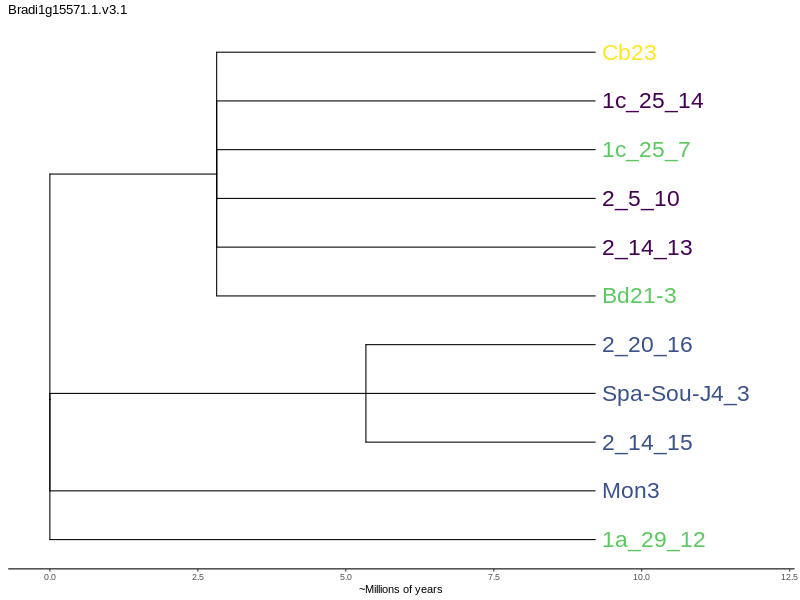 Bradi1g15571.1.v3.1
Cb23
1c_25_14
1c_25_7
2_5_10
2_14_13
Bd21-3
2_20_16
Spa-Sou-J4_3
2_14_15
Mon3
1a_29_12
0.0 2.5 5.0 7.5 10.0 12.5
~Millions of years